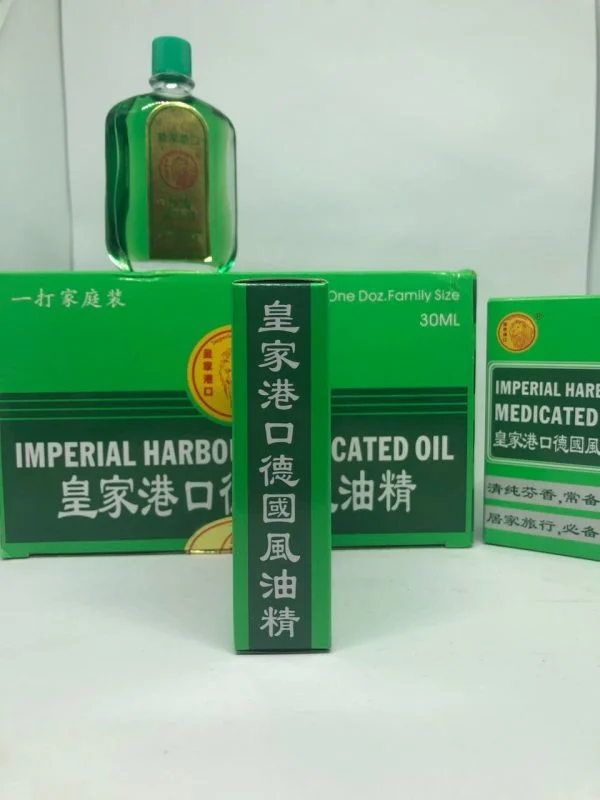 一打家庭装
One Doz.Family Size
30ML
皇家港口
IMPERIAL HARBO
CATED OIL
皇家港口德
油精
皇家港口德國風油精
IMPERIAL HARB
MEDICATED
皇家港口德國風
清纯芬香,常备
居家旅行,必备